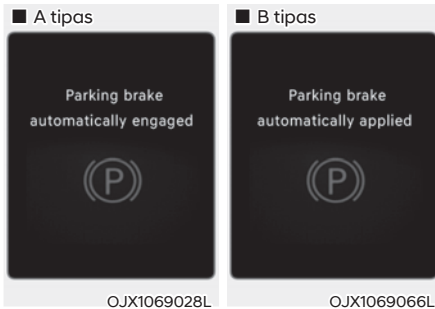 ■ A tipas
Parking brake
automatically engaged
(P)
OJX1069028L
■ B tipas
Parking brake
automatically applied
(P)
OJX1069066L